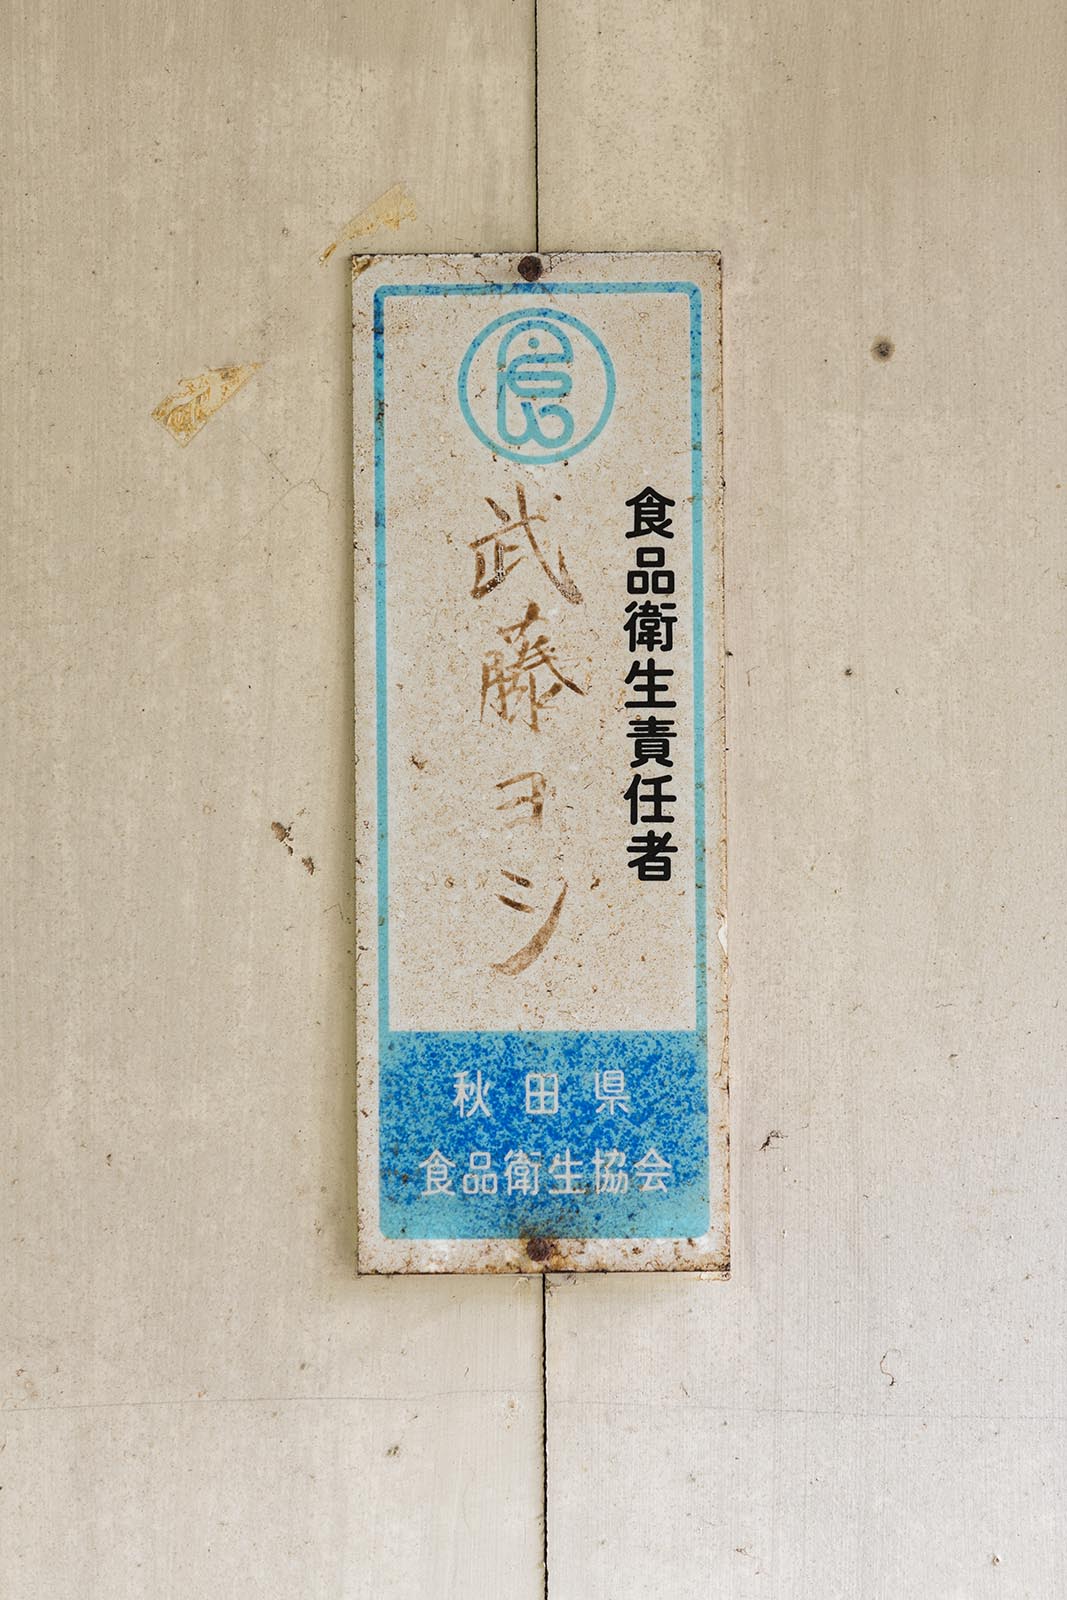 食品衛生責任者
武藤ヨシ
秋田県
食品衛生協会